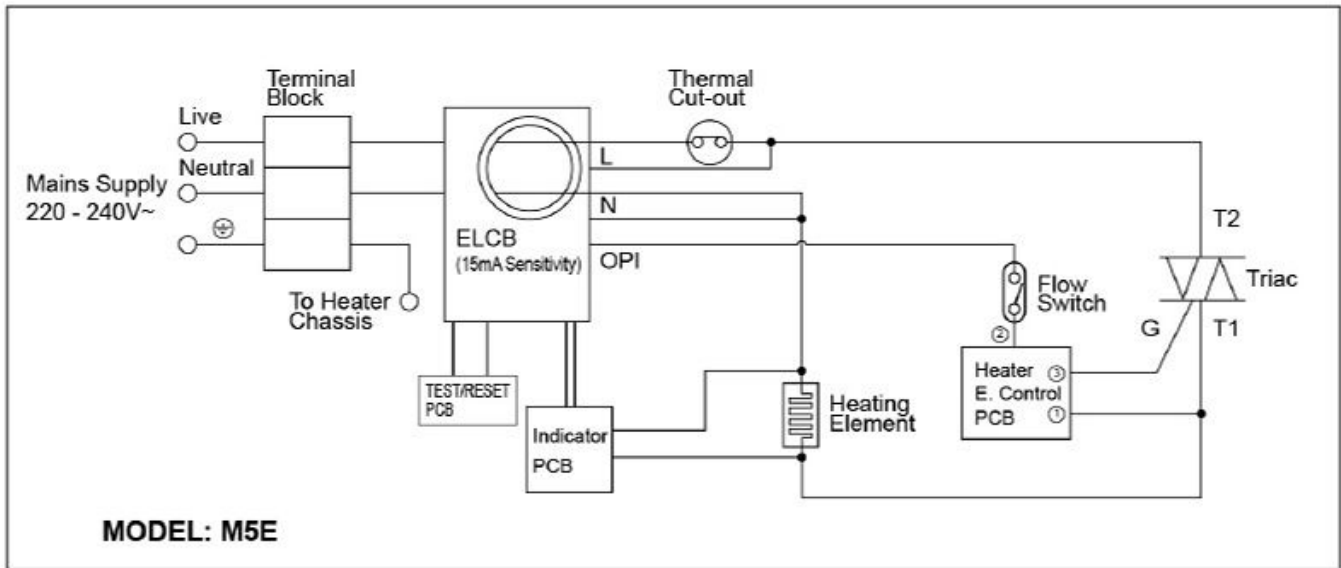 Terminal
Block
Thermal
Cut-out
Live
Neutral
Mains Supply
220 - 240V~
L
N
ELCB
(15mA Sensitivity)
OPI
To Heater
Chassis
T2
Triac
Flow
Switch
G
T1
②
Heater ③
E. Control
PCB ①
TEST/RESET
PCB
Heating
Element
Indicator
PCB
MODEL: M5E